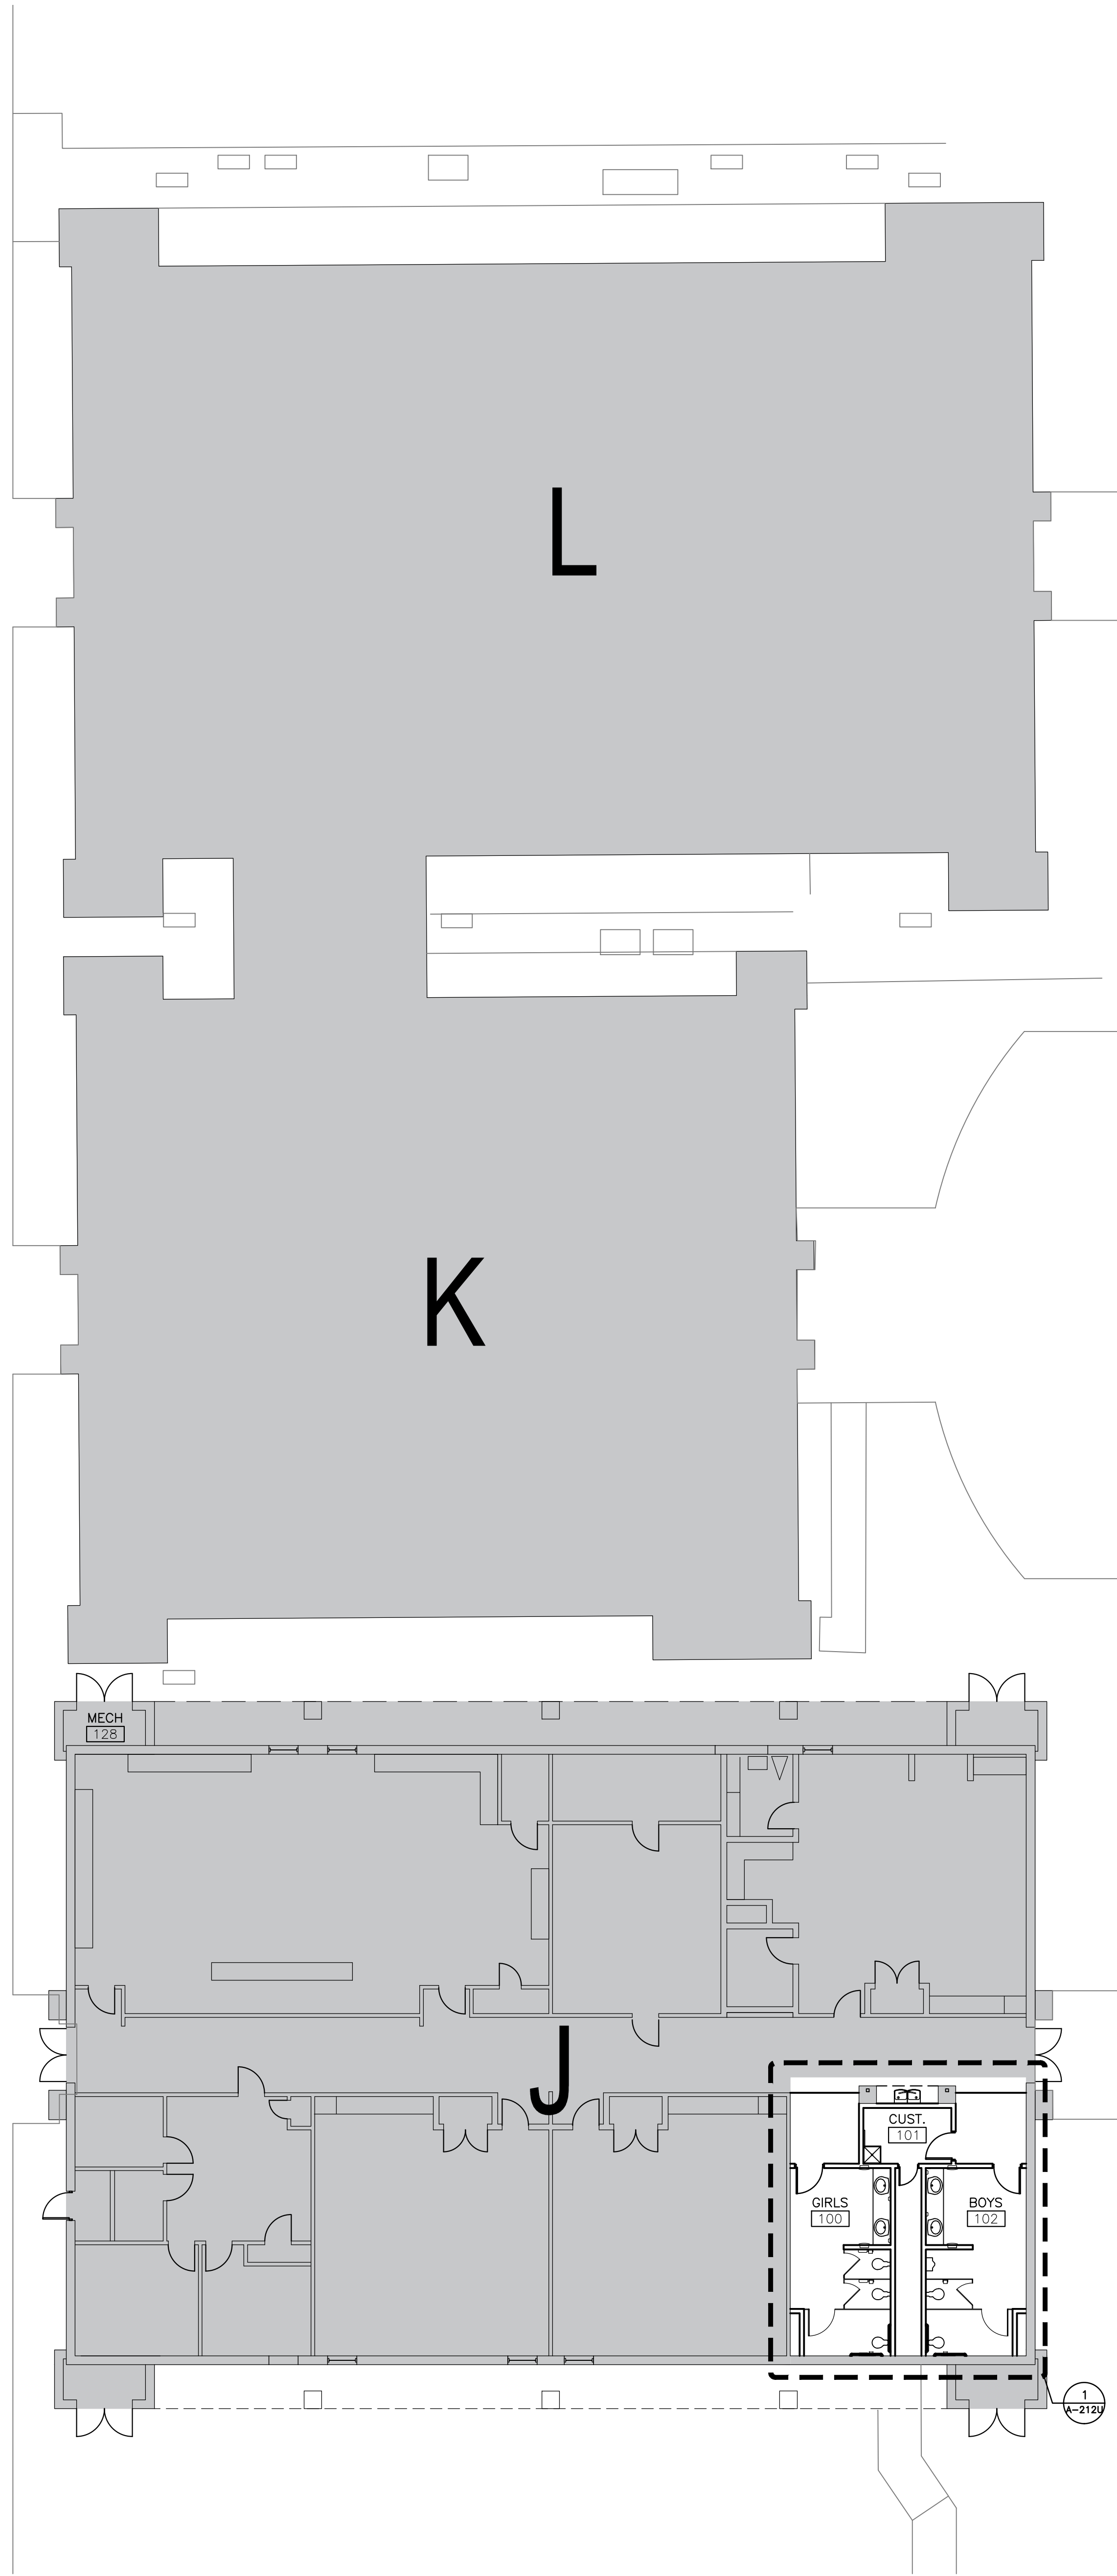 L
K
MECH
128
J
CUST.
101
GIRLS
100
BOYS
102
1
A-212U